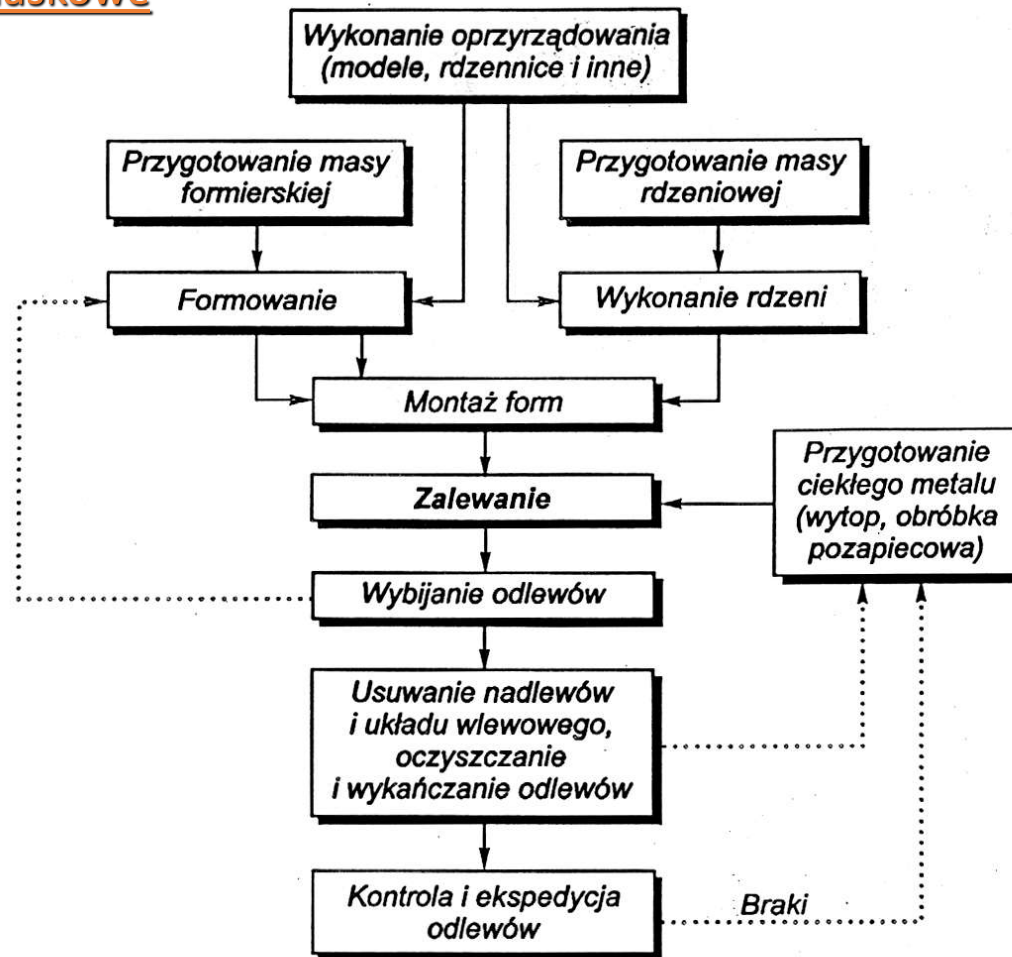 Wykonanie oprzyrządowania
(modele, rdzennice i inne)
Przygotowanie masy
formierskiej
Przygotowanie masy
rdzeniowej
Formowanie
Wykonanie rdzeni
Montaż form
Zalewanie
Przygotowanie
ciekłego metalu
(wytop, obróbka
pozapiecowa)
Wybijanie odlewów
Usuwanie nadlewów
i układu wlewowego,
oczyszczanie
i wykańczanie odlewów
Kontrola i ekspedycja
odlewów
Braki